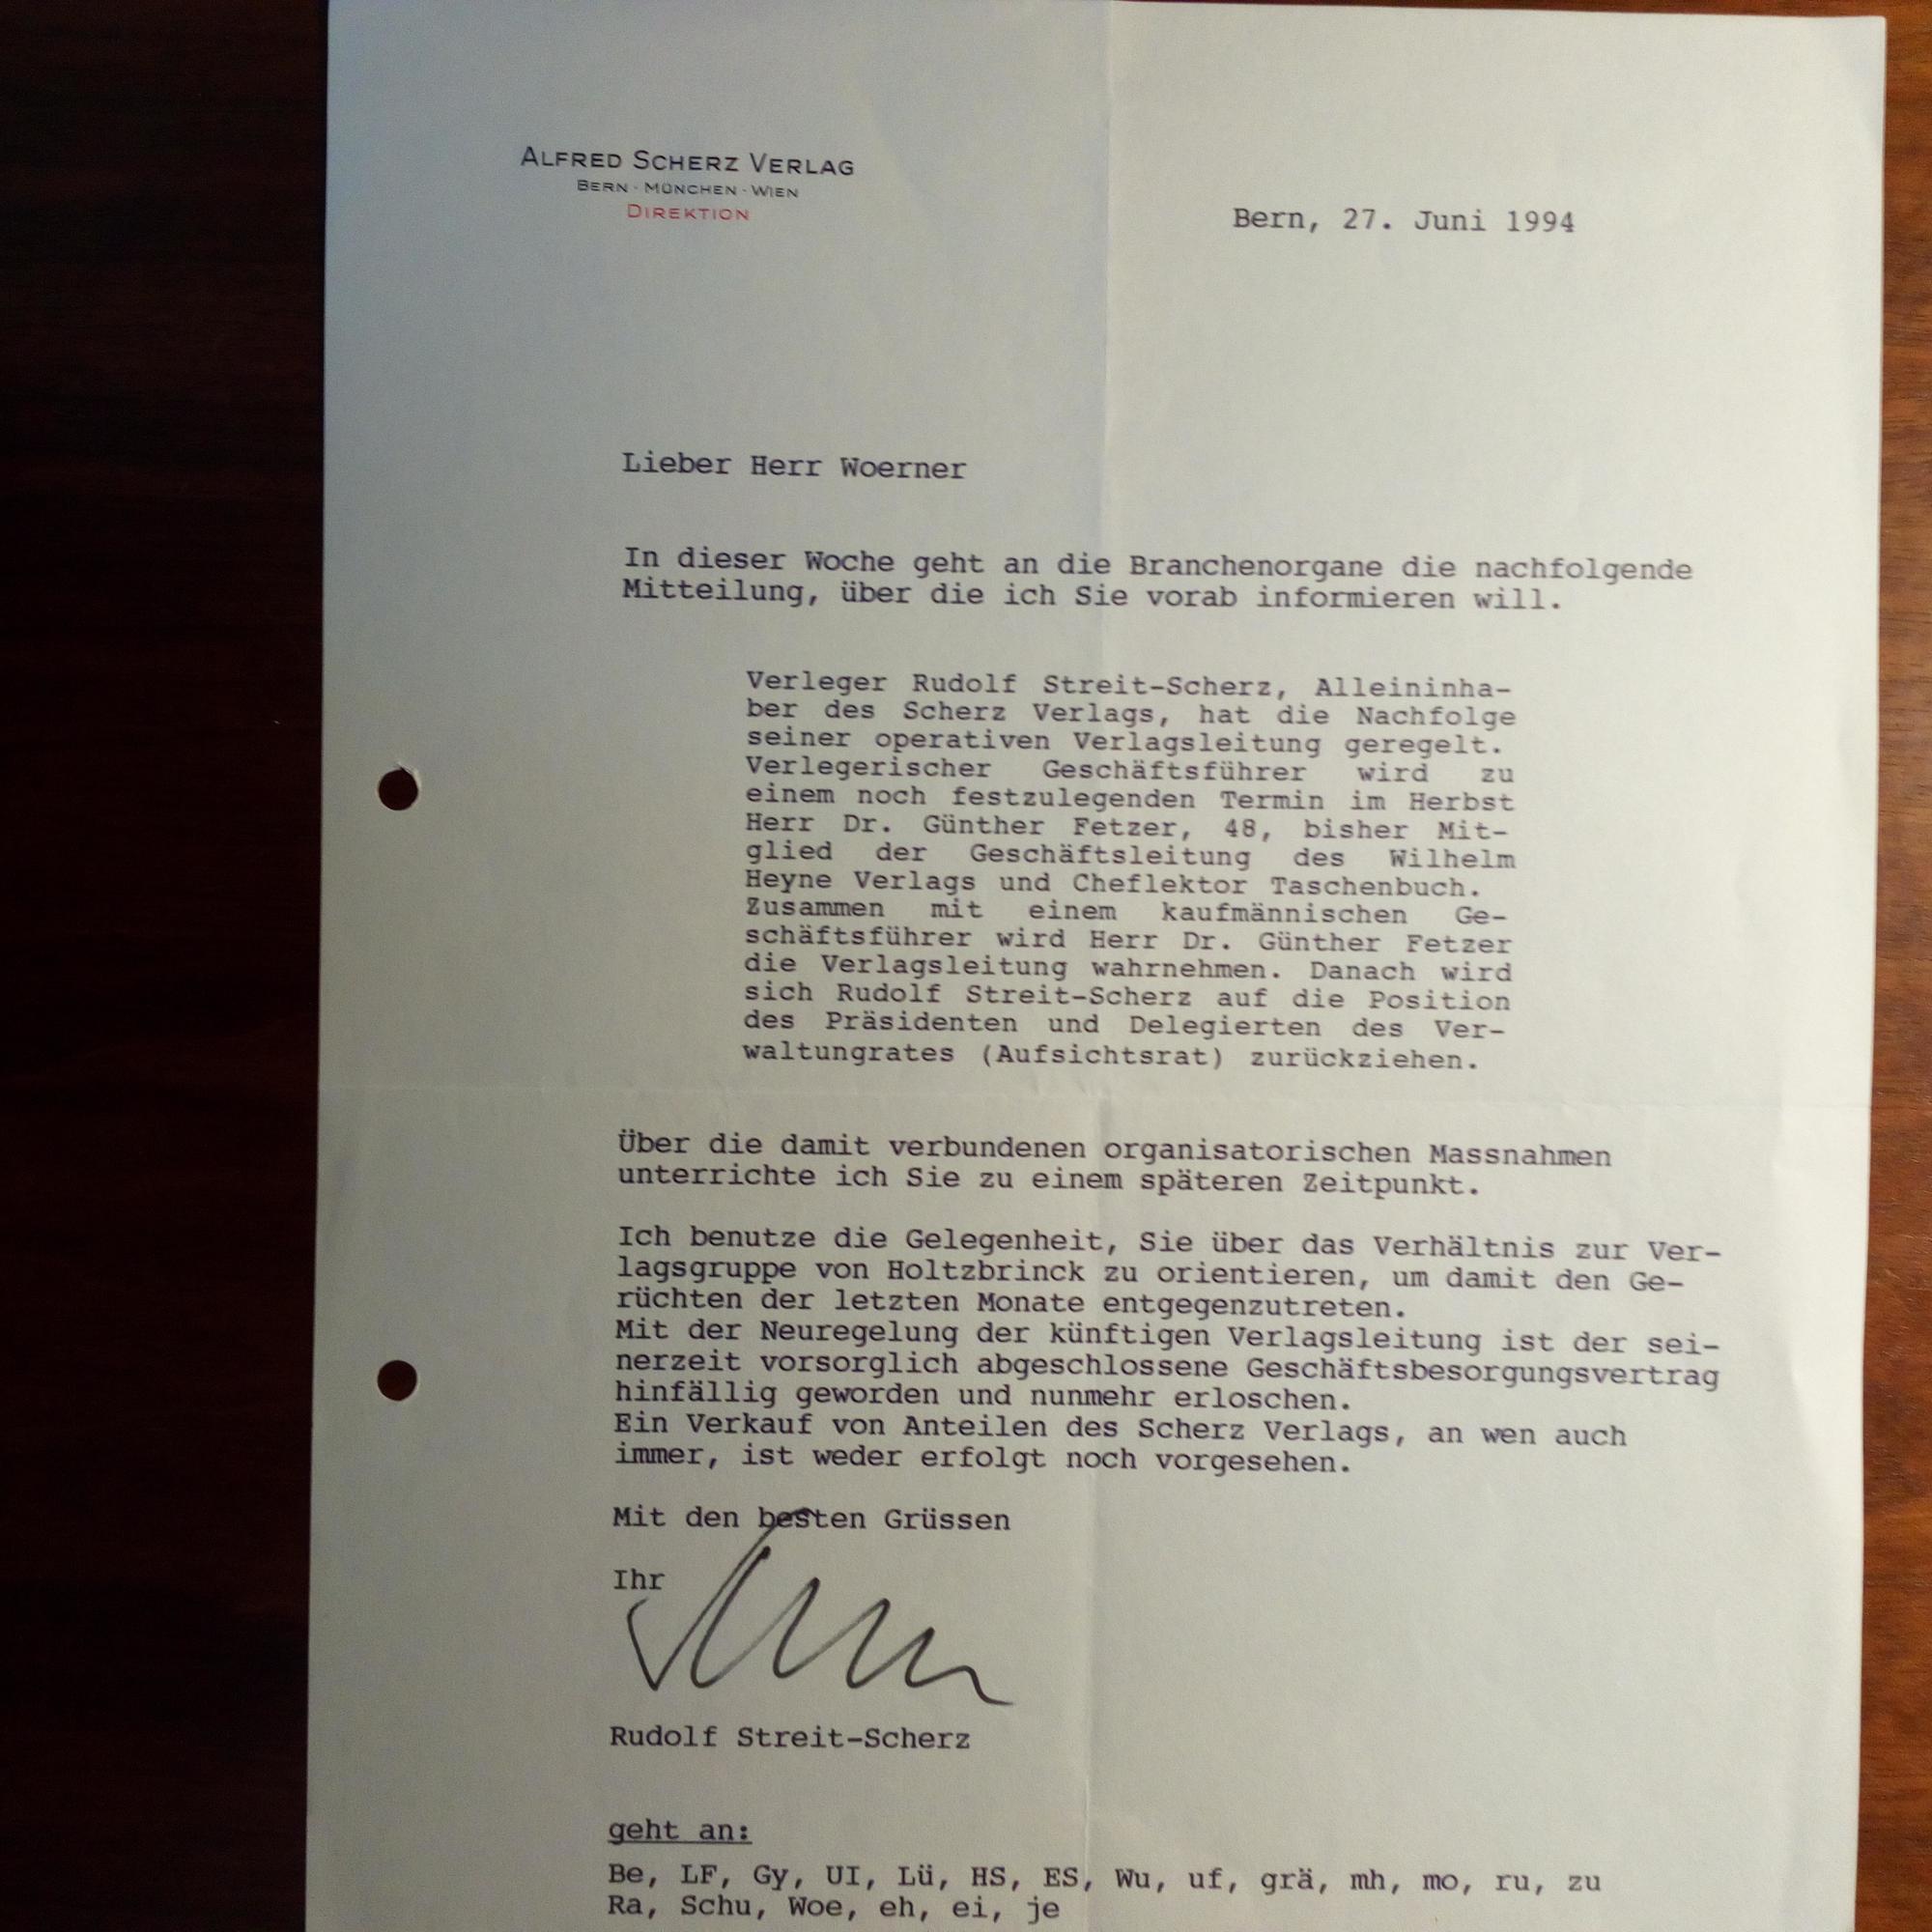 ALFRED SCHERZ VERLAG
BERN · MÜNCHEN · WIEN
DIREKTION
Bern, 27. Juni 1994
Lieber Herr Woerner
In dieser Woche geht an die Branchenorgane die nachfolgende
Mitteilung, über die ich Sie vorab informieren will.
Verleger Rudolf Streit-Scherz, Alleininha-
ber des Scherz Verlags, hat die Nachfolge
seiner operativen Verlagsleitung geregelt.
Verlegerischer Geschäftsführer wird zu
einem noch festzulegenden Termin im Herbst
Herr Dr. Günther Fetzer, 48, bisher Mit-
glied der Geschäftsleitung des Wilhelm
Heyne Verlags und Cheflektor Taschenbuch.
Zusammen mit einem kaufmännischen Ge-
schäftsführer wird Herr Dr. Günther Fetzer
die Verlagsleitung wahrnehmen. Danach wird
sich Rudolf Streit-Scherz auf die Position
des Präsidenten und Delegierten des Ver-
waltungrates (Aufsichtsrat) zurückziehen.
Über die damit verbundenen organisatorischen Massnahmen
unterrichte ich Sie zu einem späteren Zeitpunkt.
Ich benutze die Gelegenheit, Sie über das Verhältnis zur Ver-
lagsgruppe von Holtzbrinck zu orientieren, um damit den Ge-
rüchten der letzten Monate entgegenzutreten.
Mit der Neuregelung der künftigen Verlagsleitung ist der sei-
nerzeit vorsorglich abgeschlossene Geschäftsbesorgungsvertrag
hinfällig geworden und nunmehr erloschen.
Ein Verkauf von Anteilen des Scherz Verlags, an wen auch
immer, ist weder erfolgt noch vorgesehen.
Mit den besten Grüssen
Ihr
Rudolf Streit-Scherz
geht an:
Be, LF, Gy, UI, Lü, HS, ES, Wu, uf, grä, mh, mo, ru, zu
Ra, Schu, Woe, eh, ei, je